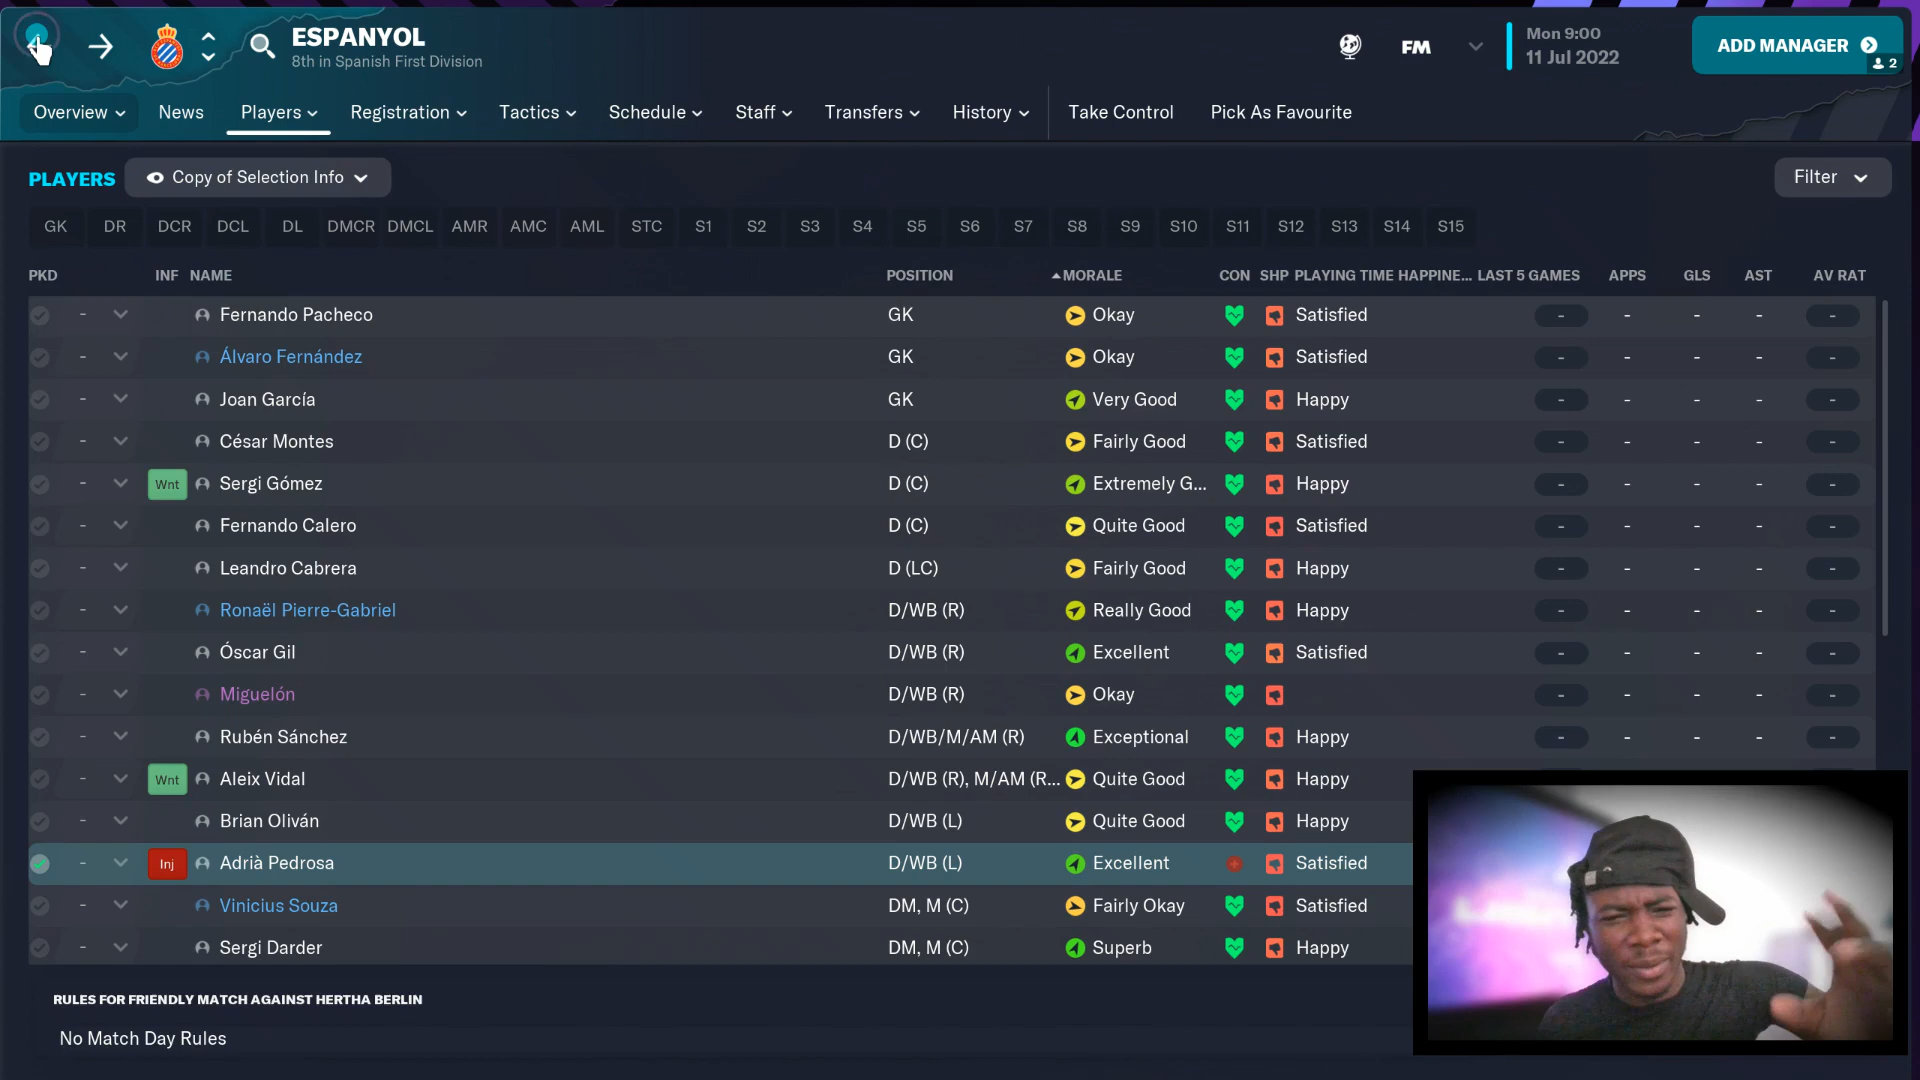 ESPANYOL
8th in Spanish First Division
FM
Mon 9:00
11 Jul 2022
ADD MANAGER
2
Overview News Players Registration Tactics Schedule Staff Transfers History Take Control Pick As Favourite
PLAYERS Copy of Selection Info Filter
GK DR DCR DCL DL DMCR DMCL AMR AMC AML STC S1 S2 S3 S4 S5 S6 S7 S8 S9 S10 S11 S12 S13 S14 S15
PKD INF NAME POSITION MORALE CON SHP PLAYING TIME HAPPINE... LAST 5 GAMES APPS GLS AST AV RAT
- Fernando Pacheco GK Okay Satisfied - - - - -
- Álvaro Fernández GK Okay Satisfied - - - - -
- Joan García GK Very Good Happy - - - - -
- César Montes D (C) Fairly Good Satisfied - - - - -
- Wnt Sergi Gómez D (C) Extremely G... Happy - - - - -
- Fernando Calero D (C) Quite Good Satisfied - - - - -
- Leandro Cabrera D (LC) Fairly Good Happy - - - - -
- Ronaël Pierre-Gabriel D/WB (R) Really Good Happy - - - - -
- Óscar Gil D/WB (R) Excellent Satisfied - - - - -
- Miguelón D/WB (R) Okay - - - - -
- Rubén Sánchez D/WB/M/AM (R) Exceptional Happy - - - - -
- Wnt Aleix Vidal D/WB (R), M/AM (R... Quite Good Happy
- Brian Oliván D/WB (L) Quite Good Happy
- Inj Adrià Pedrosa D/WB (L) Excellent Satisfied
- Vinicius Souza DM, M (C) Fairly Okay Satisfied
- Sergi Darder DM, M (C) Superb Happy
RULES FOR FRIENDLY MATCH AGAINST HERTHA BERLIN
No Match Day Rules